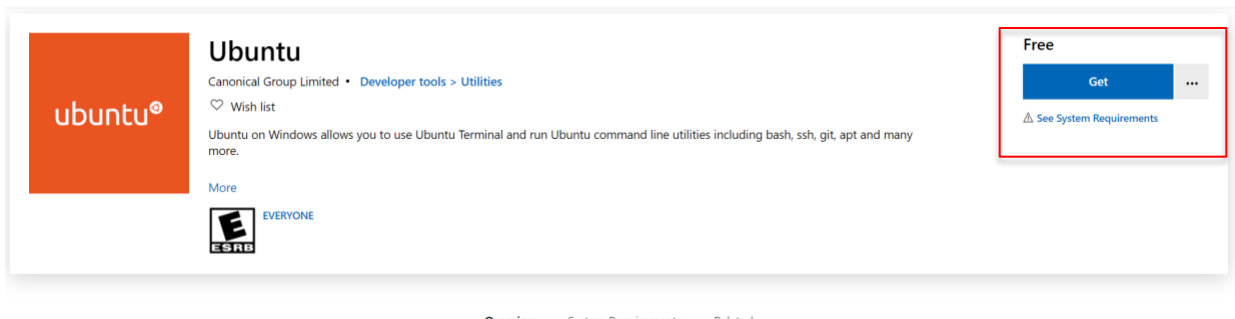 Ubuntu
Canonical Group Limited • Developer tools > Utilities
Wish list
Ubuntu on Windows allows you to use Ubuntu Terminal and run Ubuntu command line utilities including bash, ssh, git, apt and many
more.
More
ubuntu
E
ESRB
EVERYONE
Free
Get
...
See System Requirements